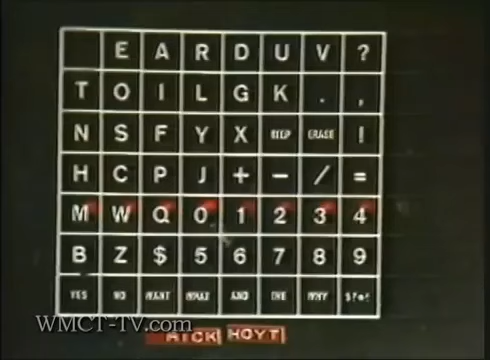 E A R D U V ?
T O I L G K . ,
N S F Y X STEP ERASE !
H C P J + - / =
M W Q 0 1 2 3 4
B Z $ 5 6 7 8 9
YES NO WANT WHAT AND THE WHY
WMCT-TV.com
RICK HOYT